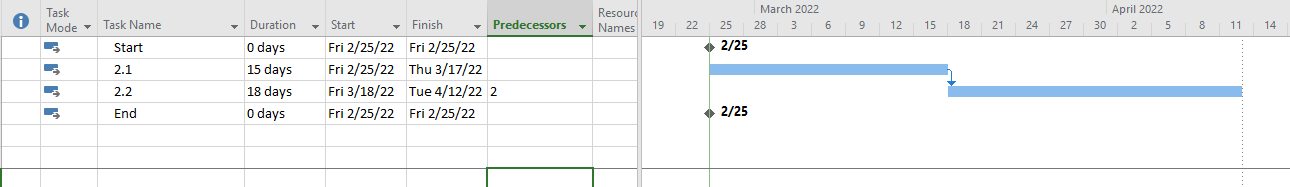 Task Mode Task Name Duration Start Finish Predecessors Resour Names
Start 0 days Fri 2/25/22 Fri 2/25/22
2.1 15 days Fri 2/25/22 Thu 3/17/22
2.2 18 days Fri 3/18/22 Tue 4/12/22 2
End 0 days Fri 2/25/22 Fri 2/25/22
March 2022 April 2022
19 22 25 28 3 6 9 12 15 18 21 24 27 30 2 5 8 11 14
2/25
2/25